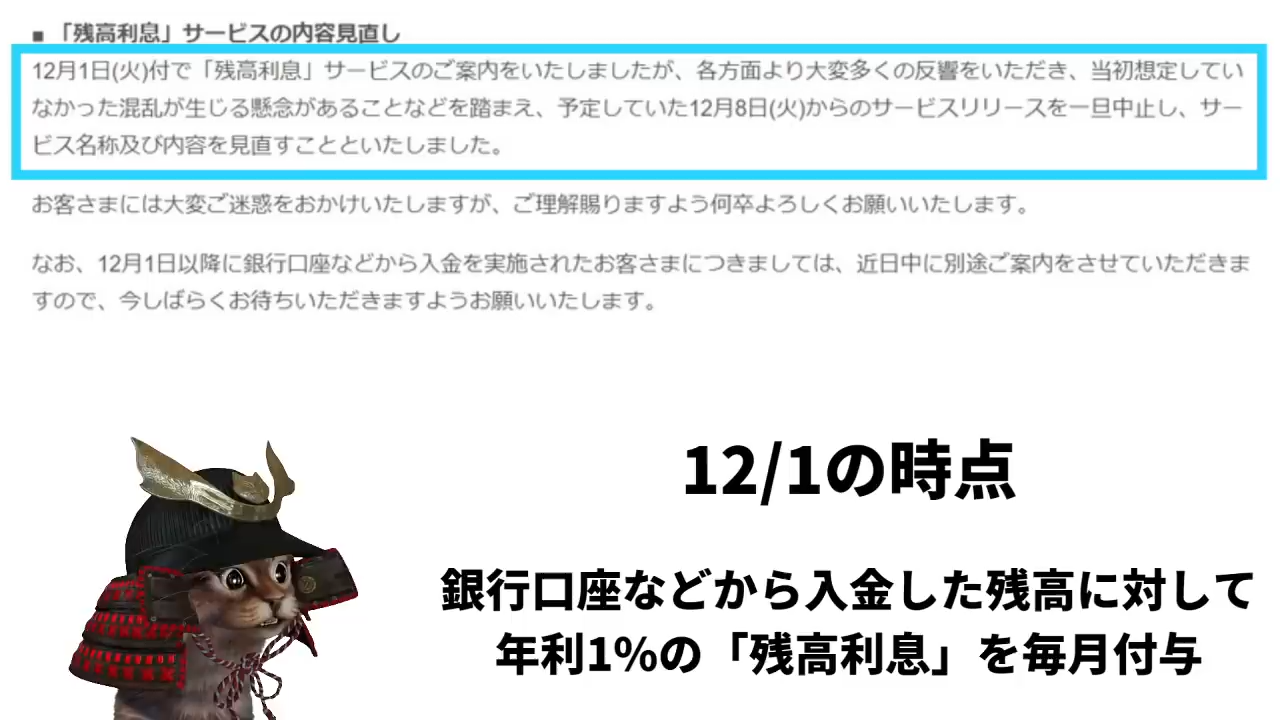 ■ 「残高利息」サービスの内容見直し
12月1日(火)付で「残高利息」サービスのご案内をいたしましたが、各方面より大変多くの反響をいただき、当初想定してい
なかった混乱が生じる懸念があることなどを踏まえ、予定していた12月8日(火)からのサービスリリースを一旦中止し、サー
ビス名称及び内容を見直すことといたしました。
お客さまには大変ご迷惑をおかけいたしますが、ご理解賜りますよう何卒よろしくお願いいたします。
なお、12月1日以降に銀行口座などから入金を実施されたお客さまにつきましては、近日中に別途ご案内をさせていただきま
すので、今しばらくお待ちいただきますようお願いいたします。
12/1の時点
銀行口座などから入金した残高に対して
年利1%の「残高利息」を毎月付与